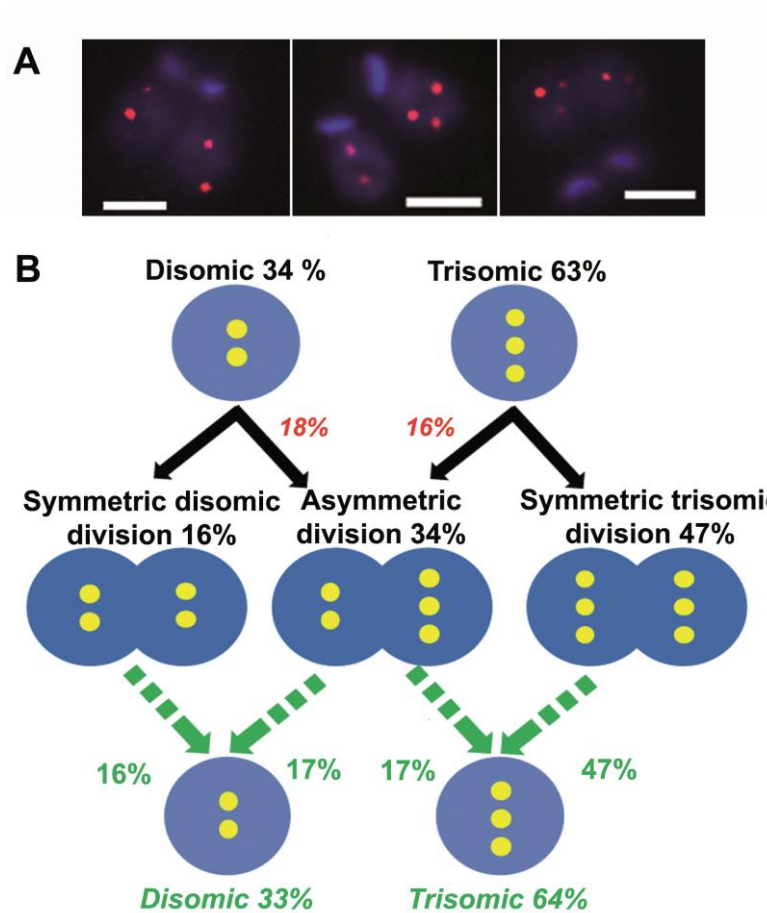 A
B
Disomic 34 %
Trisomic 63%
18%
16%
Symmetric disomic
division 16%
Asymmetric
division 34%
Symmetric trisomic
division 47%
16%
17%
17%
47%
Disomic 33%
Trisomic 64%